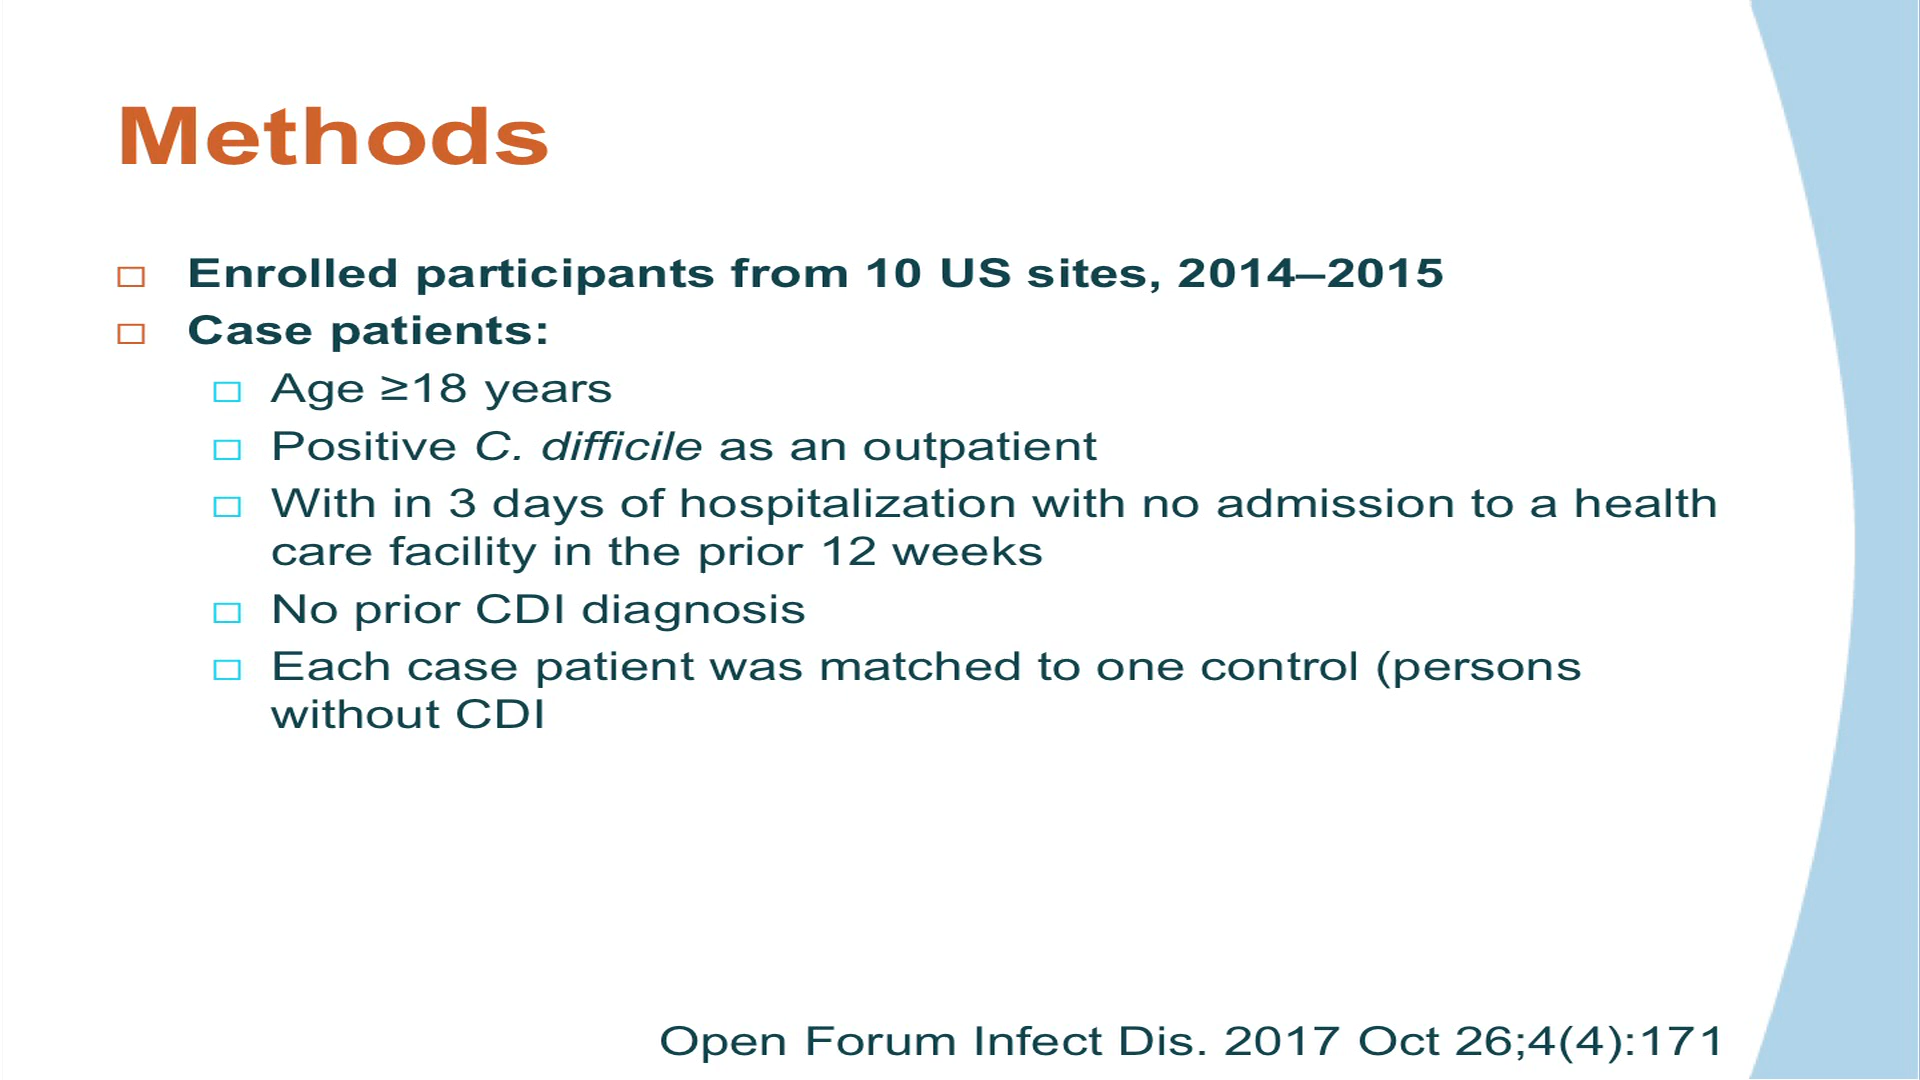 Methods
Enrolled participants from 10 US sites, 2014–2015
Case patients:
Age ≥18 years
Positive C. difficile as an outpatient
With in 3 days of hospitalization with no admission to a health
care facility in the prior 12 weeks
No prior CDI diagnosis
Each case patient was matched to one control (persons
without CDI
Open Forum Infect Dis. 2017 Oct 26;4(4):171